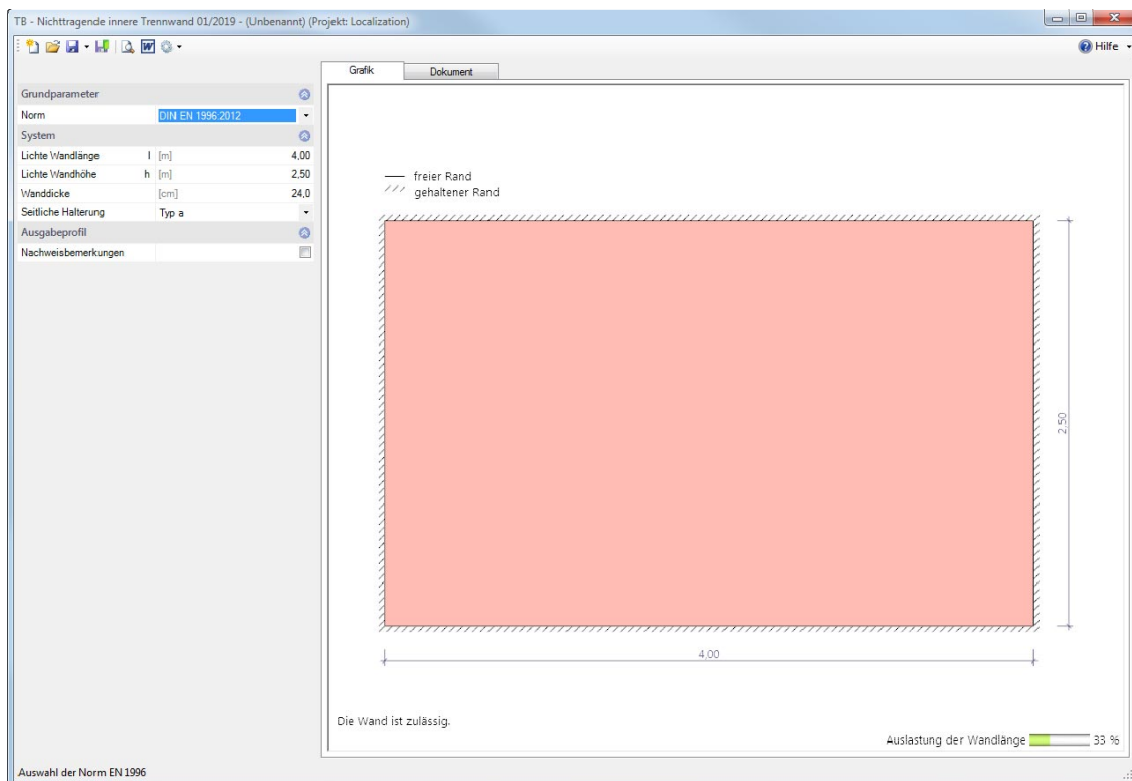 TB - Nichttragende innere Trennwand 01/2019 - (Unbenannt) (Projekt: Localization)
Hilfe
Grafik Dokument
Grundparameter
Norm DIN EN 1996:2012
System
Lichte Wandlänge l [m] 4,00
Lichte Wandhöhe h [m] 2,50
Wanddicke [cm] 24,0
Seitliche Halterung Typ a
Ausgabeprofil
Nachweisbemerkungen
freier Rand
gehaltener Rand
2,50
4,00
Die Wand ist zulässig.
Auslastung der Wandlänge 33 %
Auswahl der Norm EN 1996